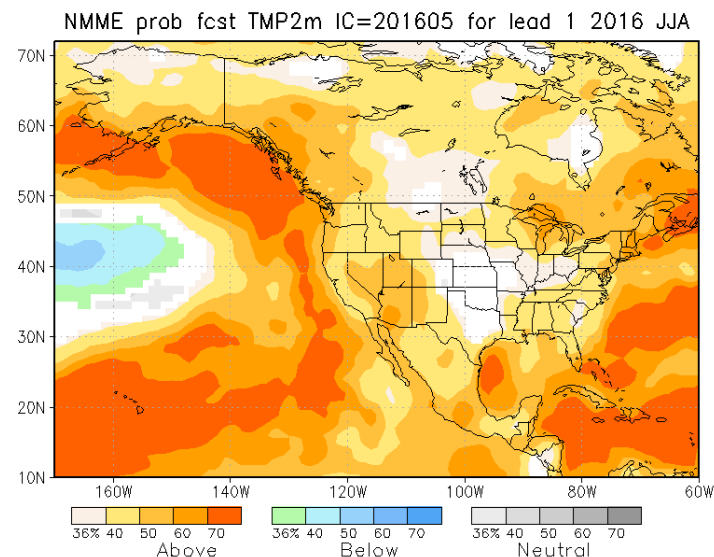 NMME prob fcst TMP2m IC=201605 for lead 1 2016 JJA
70N
60N
50N
40N
30N
20N
10N
160W 140W 120W 100W 80W 60W
36% 40 50 60 70 36% 40 50 60 70 36% 40 50 60 70
Above Below Neutral